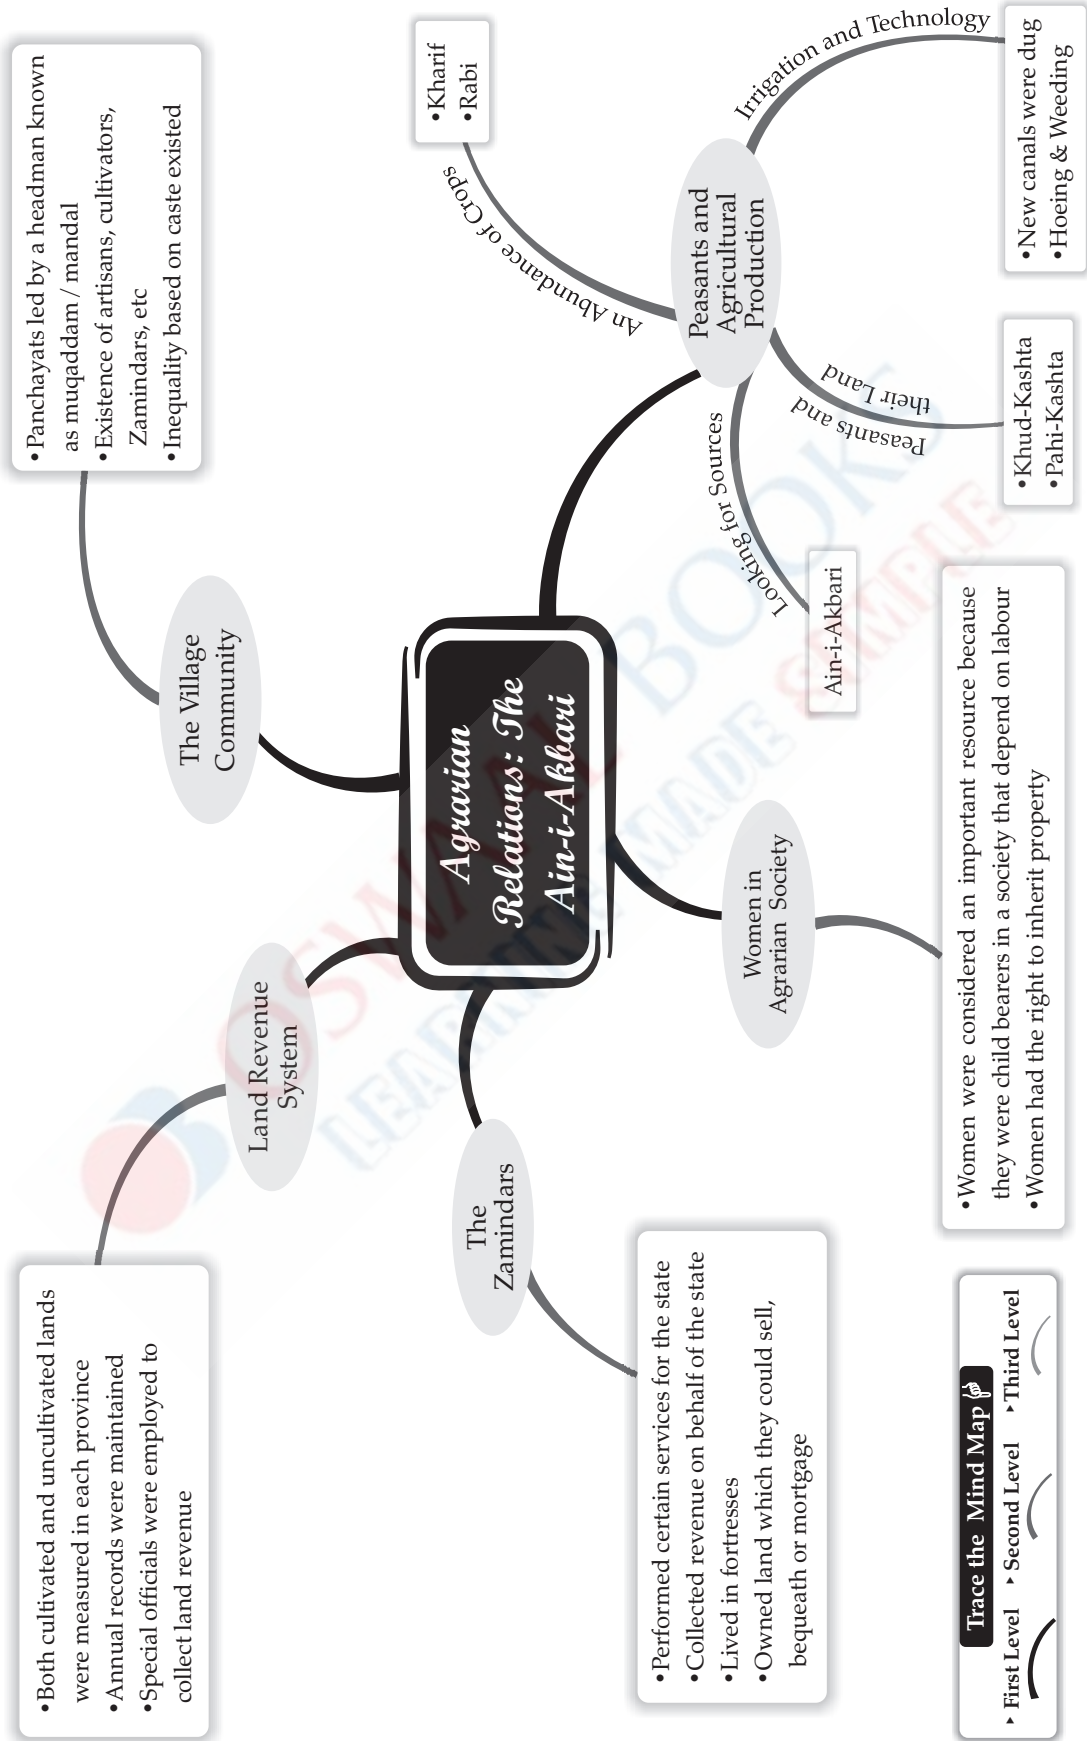 Agrarian
Relations: The
Ain-i-Akbari
The Village
Community
•Panchayats led by a headman known
as muqaddam / mandal
•Existence of artisans, cultivators,
Zamindars, etc
•Inequality based on caste existed
Peasants and
Agricultural
Production
An Abundance of Crops
•Kharif
•Rabi
Irrigation and Technology
•New canals were dug
•Hoeing & Weeding
Peasants and
their Land
•Khud-Kashta
•Pahi-Kashta
Looking for Sources
Ain-i-Akbari
Women in
Agrarian Society
•Women were considered an important resource because
they were child bearers in a society that depend on labour
•Women had the right to inherit property
The
Zamindars
•Performed certain services for the state
•Collected revenue on behalf of the state
•Lived in fortresses
•Owned land which they could sell,
bequeath or mortgage
Land Revenue
System
•Both cultivated and uncultivated lands
were measured in each province
•Annual records were maintained
•Special officials were employed to
collect land revenue
Trace the Mind Map
First Level Second Level Third Level
OSWAAL BOOKS
LEARNING MADE SIMPLE